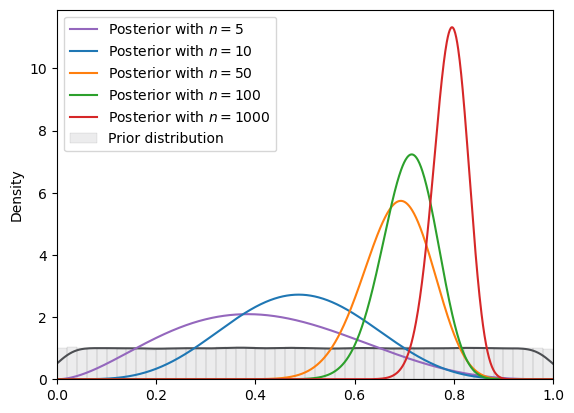 Posterior with n = 5
Posterior with n = 10
Posterior with n = 50
Posterior with n = 100
Posterior with n = 1000
Prior distribution
Density
10
8
6
4
2
0
0.0 0.2 0.4 0.6 0.8 1.0